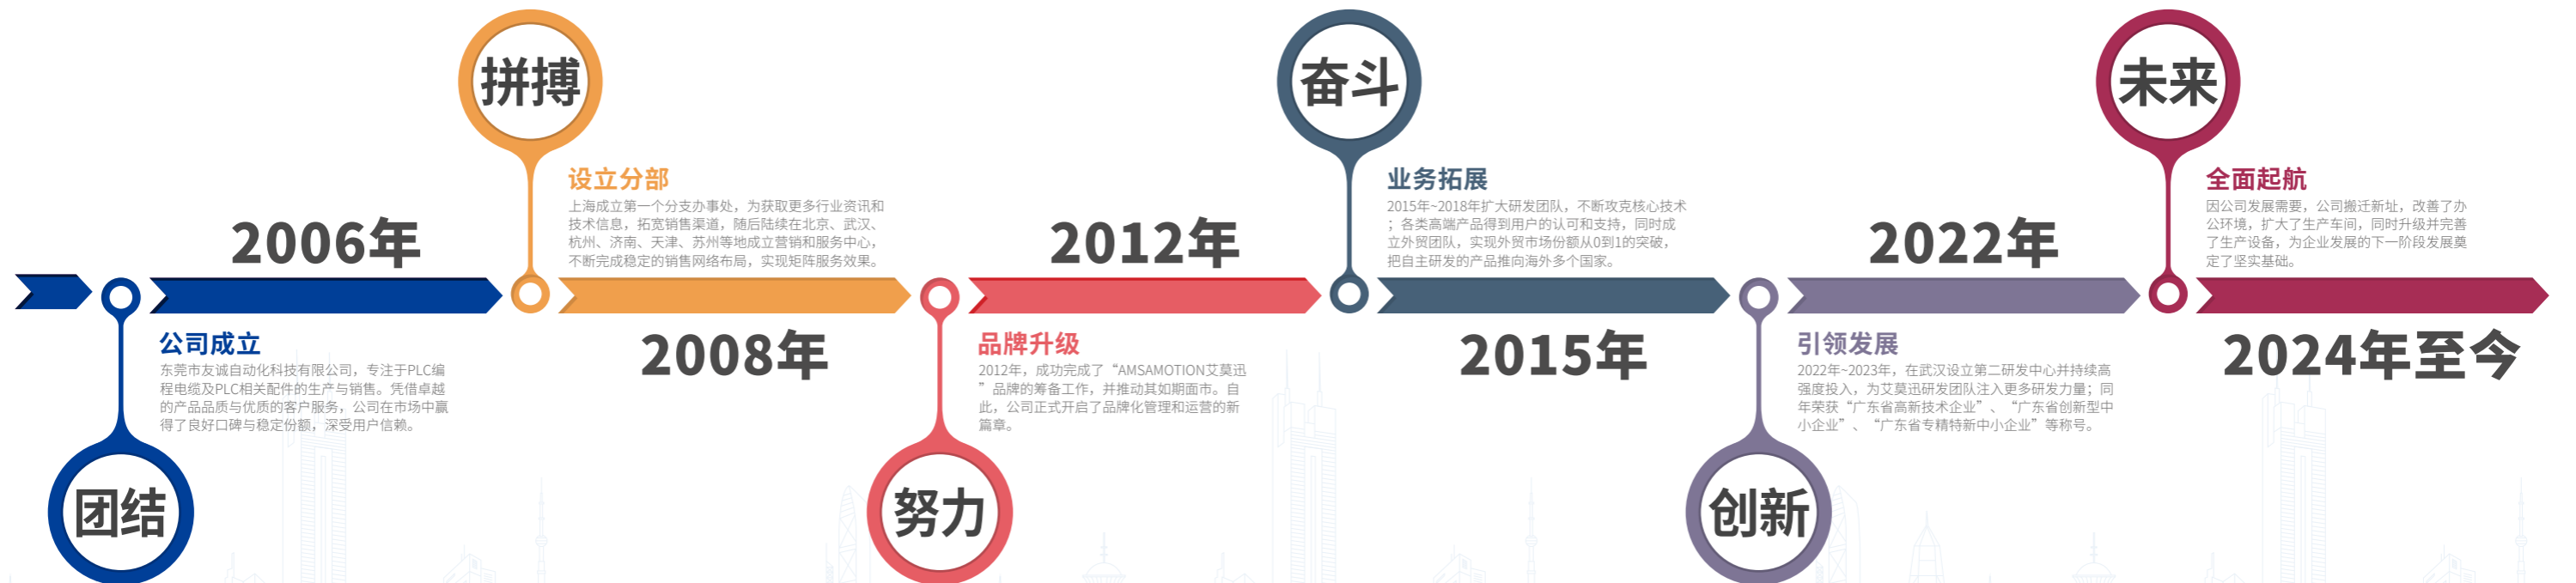 团结
2006年
公司成立
东莞市友诚自动化科技有限公司，专注于PLC编
程电缆及PLC相关配件的生产与销售。凭借卓越
的产品品质与优质的客户服务，公司在市场中赢
得了良好口碑与稳定份额，深受用户信赖。
拼搏
设立分部
上海成立第一个分支办事处，为获取更多行业资讯和
技术信息，拓宽销售渠道，随后陆续在北京、武汉、
杭州、济南、天津、苏州等地成立营销和服务中心，
不断完成稳定的销售网络布局，实现矩阵服务效果。
2008年
努力
2012年
品牌升级
2012年，成功完成了“AMSAMOTION艾莫迅
”品牌的筹备工作，并推动其如期面市。自
此，公司正式开启了品牌化管理和运营的新
篇章。
奋斗
业务拓展
2015年~2018年扩大研发团队，不断攻克核心技术
；各类高端产品得到用户的认可和支持，同时成
立外贸团队，实现外贸市场份额从0到1的突破，
把自主研发的产品推向海外多个国家。
2015年
创新
2022年
引领发展
2022年~2023年，在武汉设立第二研发中心并持续高
强度投入，为艾莫迅研发团队注入更多研发力量；同
年荣获“广东省高新技术企业”、“广东省创新型中
小企业”、“广东省专精特新中小企业”等称号。
未来
全面起航
因公司发展需要，公司搬迁新址，改善了办
公环境，扩大了生产车间，同时升级并完善
了生产设备，为企业发展的下一阶段发展奠
定了坚实基础。
2024年至今